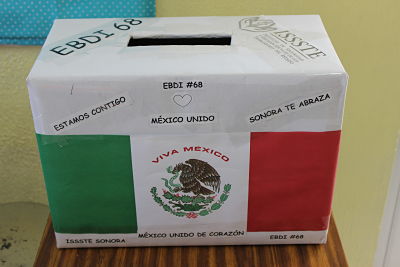 EBDI 68
ISSSTE
EBDI #68
ESTAMOS CONTIGO
MÉXICO UNIDO
SONORA TE ABRAZA
VIVA MÉXICO
MÉXICO UNIDO DE CORAZÓN
ISSSTE SONORA
EBDI #68